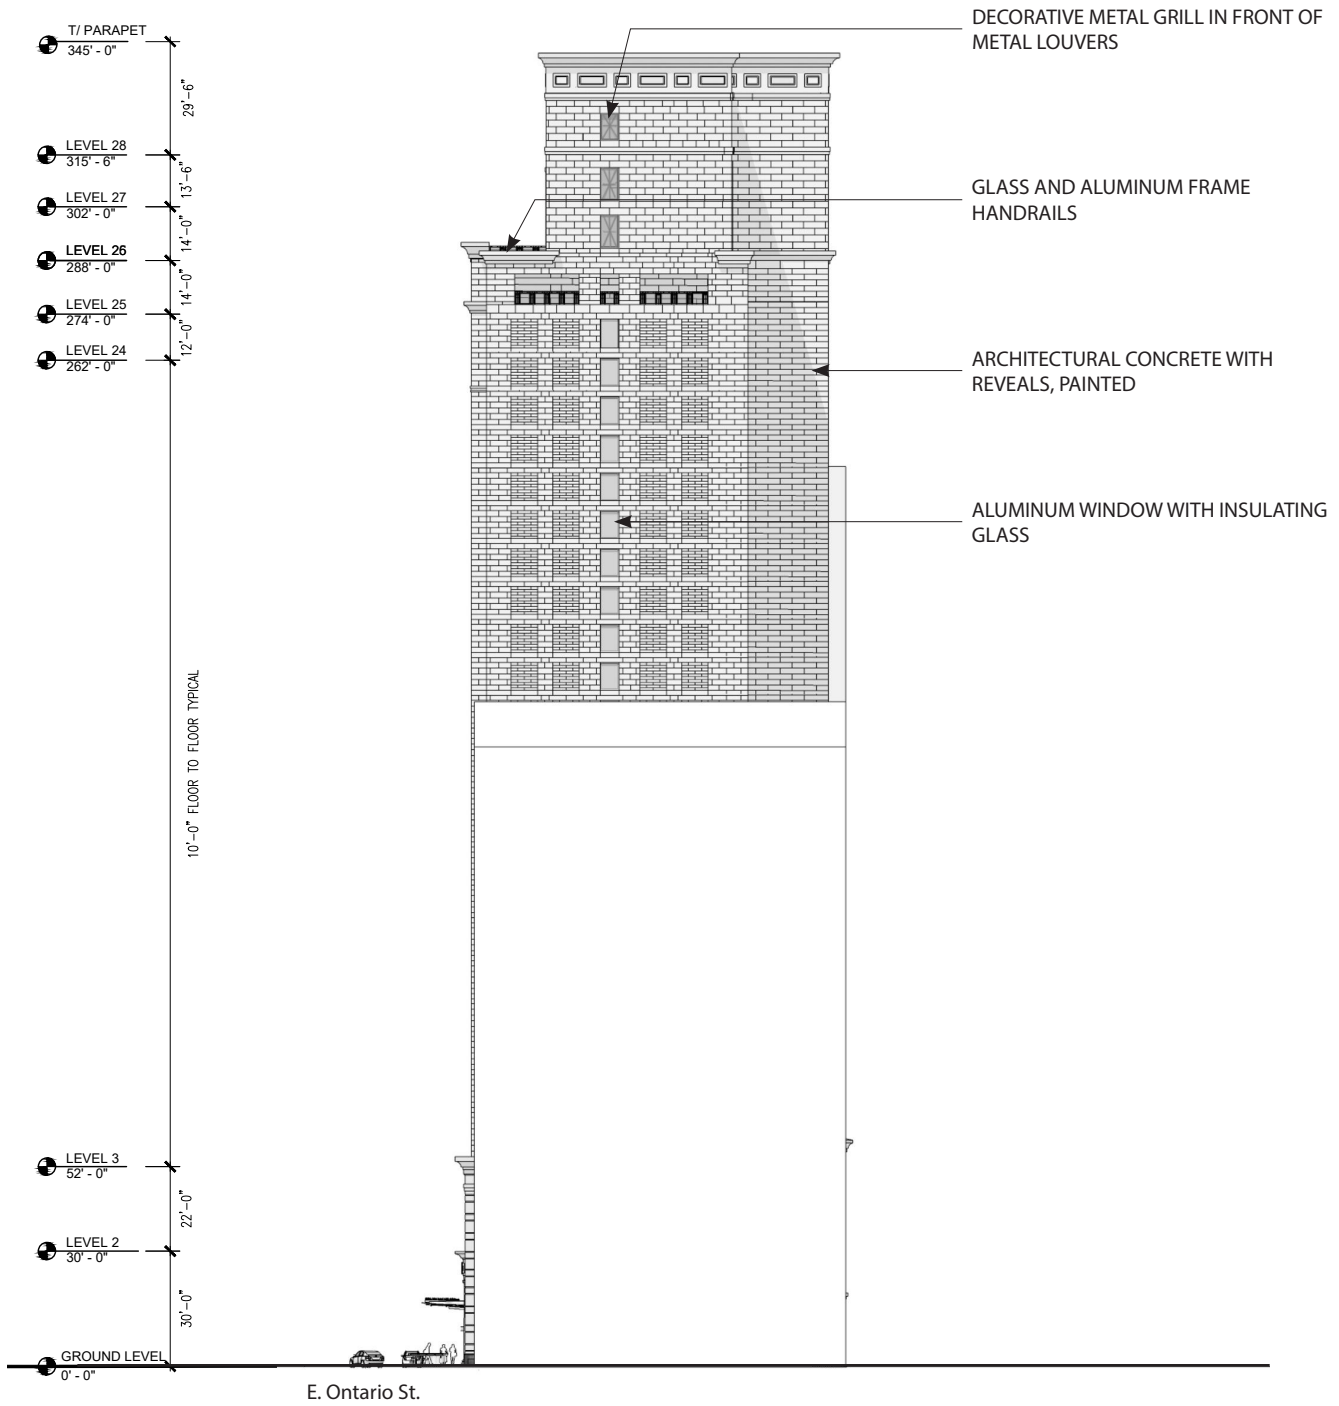 T/ PARAPET
345' - 0"
29'-6"
LEVEL 28
315' - 6"
13'-6"
LEVEL 27
302' - 0"
14'-0"
LEVEL 26
288' - 0"
14'-0"
LEVEL 25
274' - 0"
12'-0"
LEVEL 24
262' - 0"
10'-0" FLOOR TO FLOOR TYPICAL
LEVEL 3
52' - 0"
22'-0"
LEVEL 2
30' - 0"
30'-0"
GROUND LEVEL
0' - 0"
E. Ontario St.
DECORATIVE METAL GRILL IN FRONT OF
METAL LOUVERS
GLASS AND ALUMINUM FRAME
HANDRAILS
ARCHITECTURAL CONCRETE WITH
REVEALS, PAINTED
ALUMINUM WINDOW WITH INSULATING
GLASS